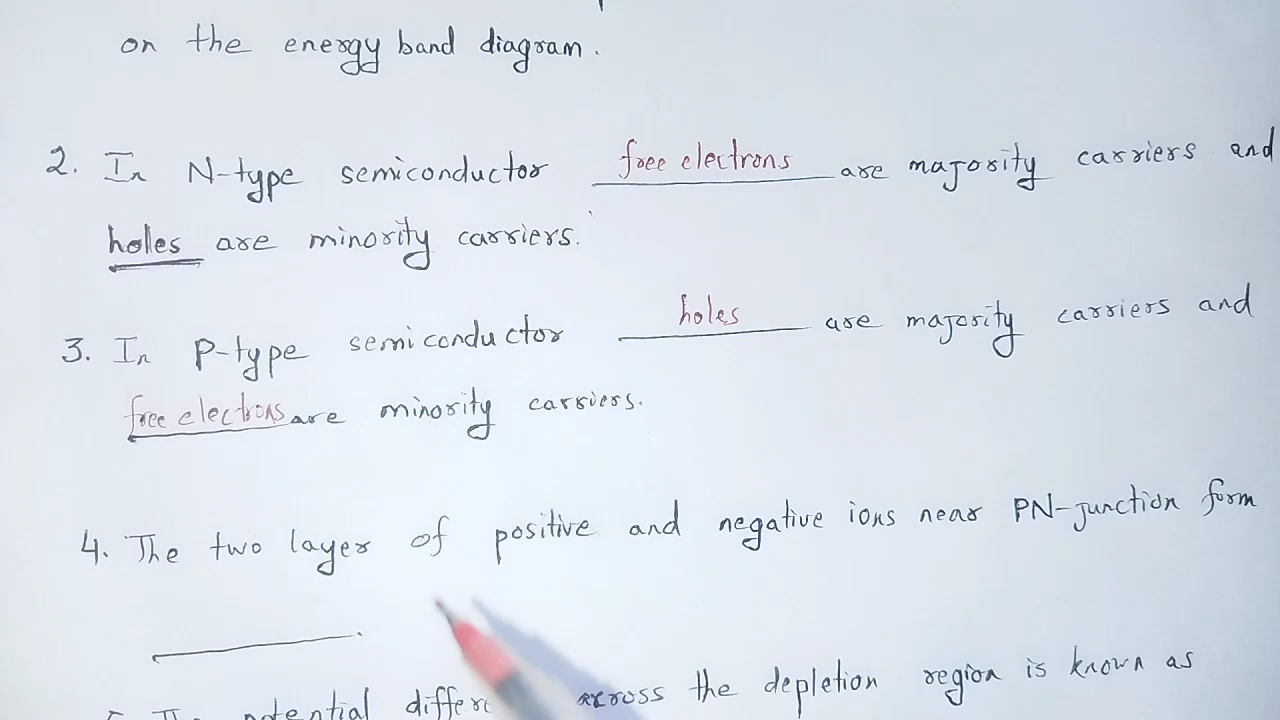 on the energy band diagram.
2. In N-type semiconductor free electrons are majority carriers and
holes are minority carriers.
3. In P-type semiconductor holes are majority carriers and
free electrons are minority carriers.
4. The two layer of positive and negative ions near PN-junction form
potential across the depletion region is known as